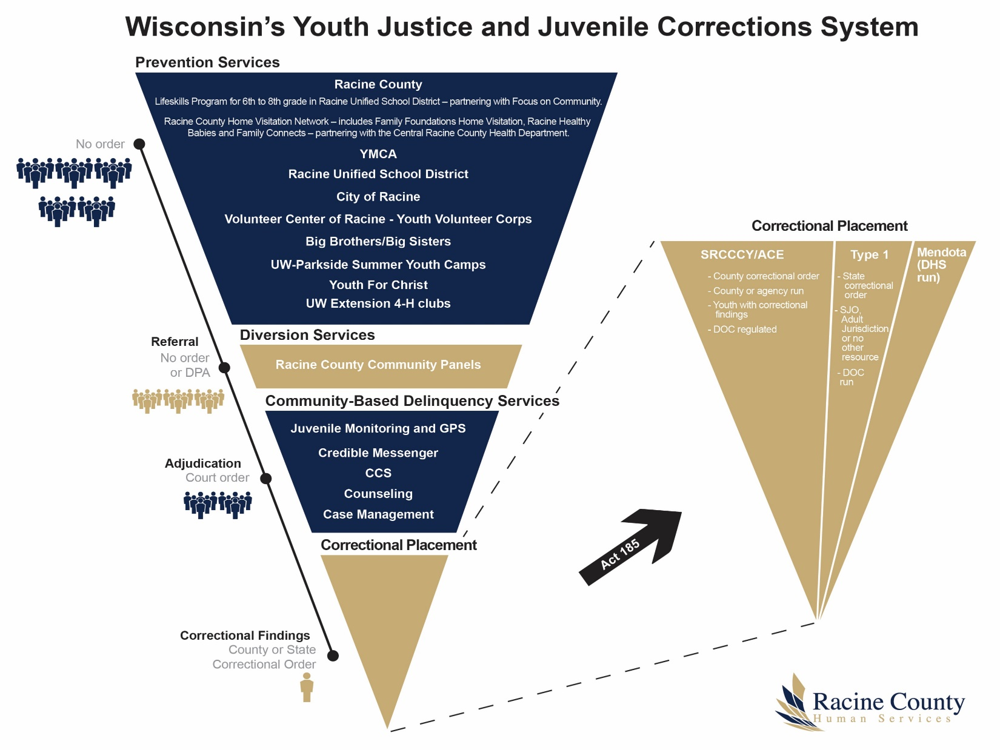 Wisconsin’s Youth Justice and Juvenile Corrections System
Prevention Services
Racine County
Lifeskills Program for 6th to 8th grade in Racine Unified School District – partnering with Focus on Community.
Racine County Home Visitation Network – includes Family Foundations Home Visitation, Racine Healthy
Babies and Family Connects – partnering with the Central Racine County Health Department.
YMCA
Racine Unified School District
City of Racine
Volunteer Center of Racine - Youth Volunteer Corps
Big Brothers/Big Sisters
UW-Parkside Summer Youth Camps
Youth For Christ
UW Extension 4-H clubs
No order
Diversion Services
Racine County Community Panels
Referral
No order
or DPA
Community-Based Delinquency Services
Juvenile Monitoring and GPS
Credible Messenger
CCS
Counseling
Case Management
Adjudication
Court order
Correctional Placement
Correctional Findings
County or State
Correctional Order
Act 185
Correctional Placement
SRCCCY/ACE
- County correctional order
- County or agency run
- Youth with correctional
findings
- DOC regulated
Type 1
- State
correctional
order
- SJO,
Adult
Jurisdiction
or no
other
resource
- DOC
run
Mendota
(DHS
run)
Racine County
Human Services